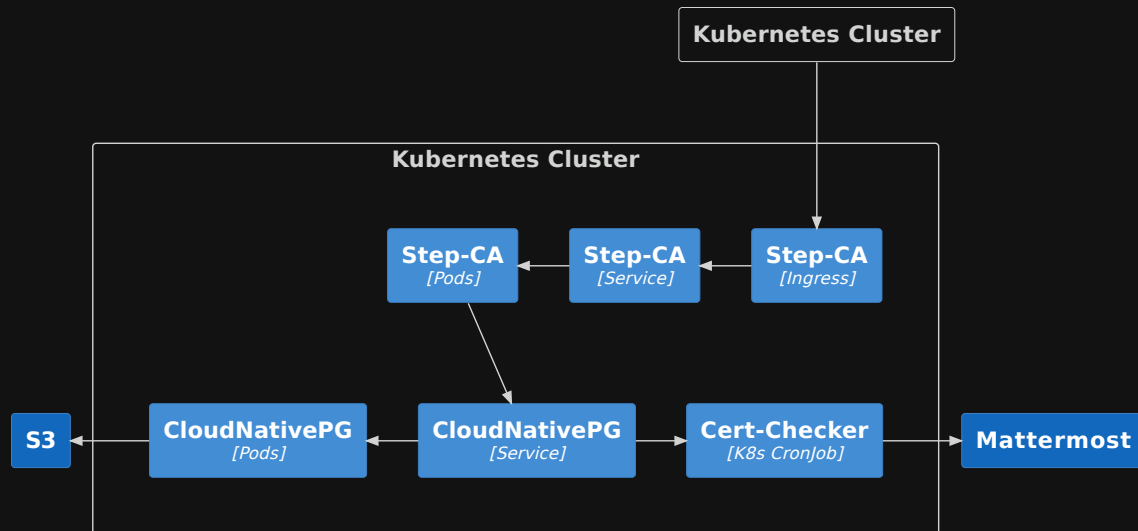 Kubernetes Cluster
Kubernetes Cluster
Step-CA
[Pods]
Step-CA
[Service]
Step-CA
[Ingress]
S3
CloudNativePG
[Pods]
CloudNativePG
[Service]
Cert-Checker
[K8s CronJob]
Mattermost